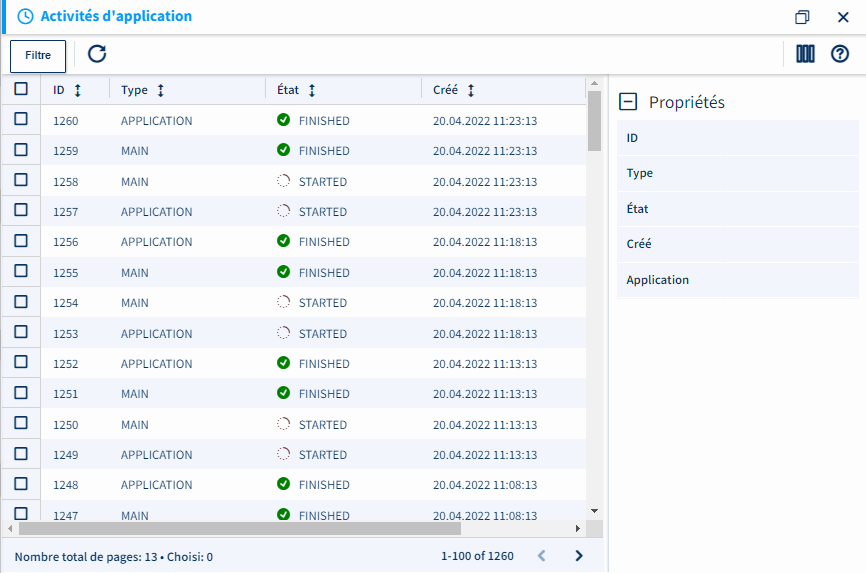 Activités d'application
Filtre
ID Type État Créé
1260 APPLICATION FINISHED 20.04.2022 11:23:13
1259 MAIN FINISHED 20.04.2022 11:23:13
1258 MAIN STARTED 20.04.2022 11:23:13
1257 APPLICATION STARTED 20.04.2022 11:23:13
1256 APPLICATION FINISHED 20.04.2022 11:18:13
1255 MAIN FINISHED 20.04.2022 11:18:13
1254 MAIN STARTED 20.04.2022 11:18:13
1253 APPLICATION STARTED 20.04.2022 11:18:13
1252 APPLICATION FINISHED 20.04.2022 11:13:13
1251 MAIN FINISHED 20.04.2022 11:13:13
1250 MAIN STARTED 20.04.2022 11:13:13
1249 APPLICATION STARTED 20.04.2022 11:13:13
1248 APPLICATION FINISHED 20.04.2022 11:08:13
1247 MAIN FINISHED 20.04.2022 11:08:13
Nombre total de pages: 13 • Choisi: 0
1-100 of 1260
Propriétés
ID
Type
État
Créé
Application